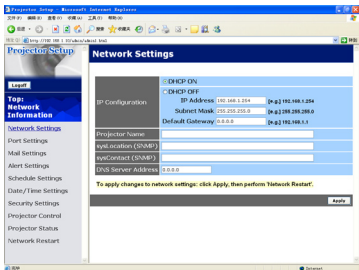 Projector Setup - Microsoft Internet Explorer
Projector Setup
Logoff
Top:
Network
Information
Network Settings
Port Settings
Mail Settings
Alert Settings
Schedule Settings
Date/Time Settings
Security Settings
Projector Control
Projector Status
Network Restart
Network Settings
IP Configuration
DHCP ON
DHCP OFF
IP Address 192.168.1.254 [e.g.] 192.168.1.254
Subnet Mask 255.255.255.0 [e.g.] 255.255.255.0
Default Gateway 0.0.0.0 [e.g.] 192.168.1.1
Projector Name
sysLocation (SNMP)
sysContact (SNMP)
DNS Server Address 0.0.0.0
To apply changes to network settings: click Apply, then perform 'Network Restart'.
Apply
Internet